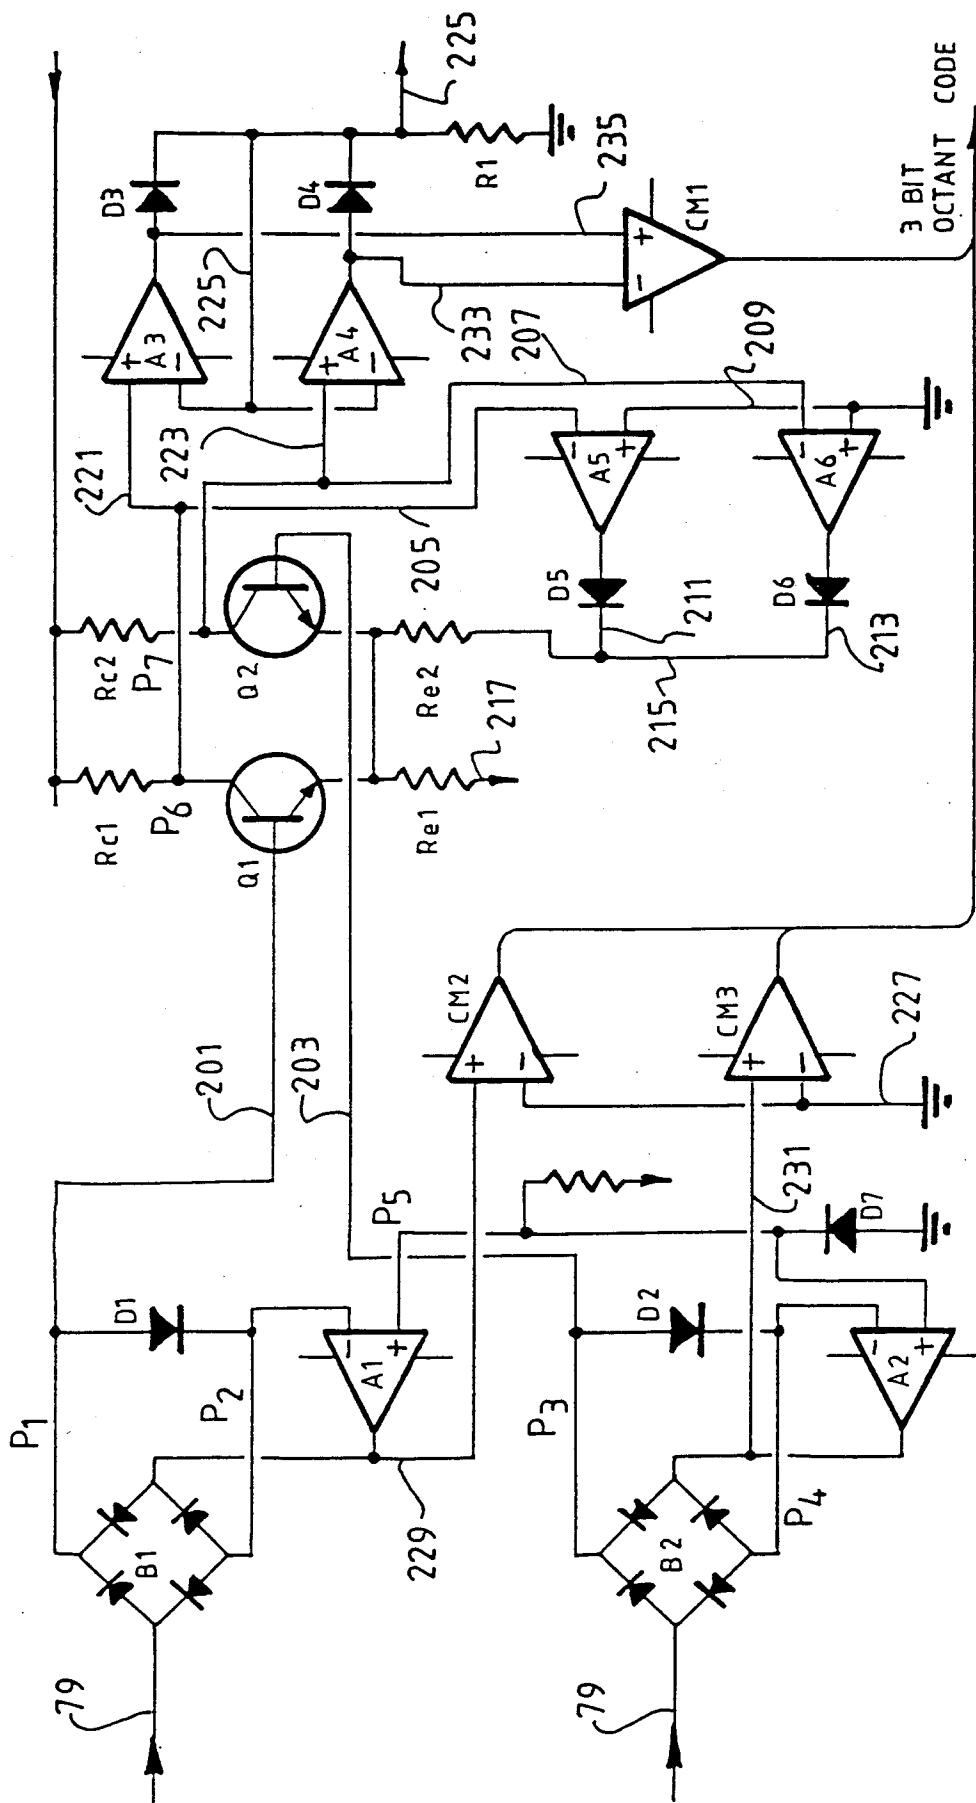 P1
D1
P2
B1
A1
-
+
229
79
201
203
P5
P3
D2
B2
P4
A2
-
+
D7
231
227
79
CM2
+
-
CM3
+
-
Rc1
P6
Q1
Re1
217
Rc2
P7
Q2
Re2
205
D5
211
215
D6
213
221
223
A3
+
-
A4
+
-
225
D3
D4
225
R1
233
235
207
209
A5
-
+
A6
-
+
CM1
-
+
3 BIT
OCTANT CODE